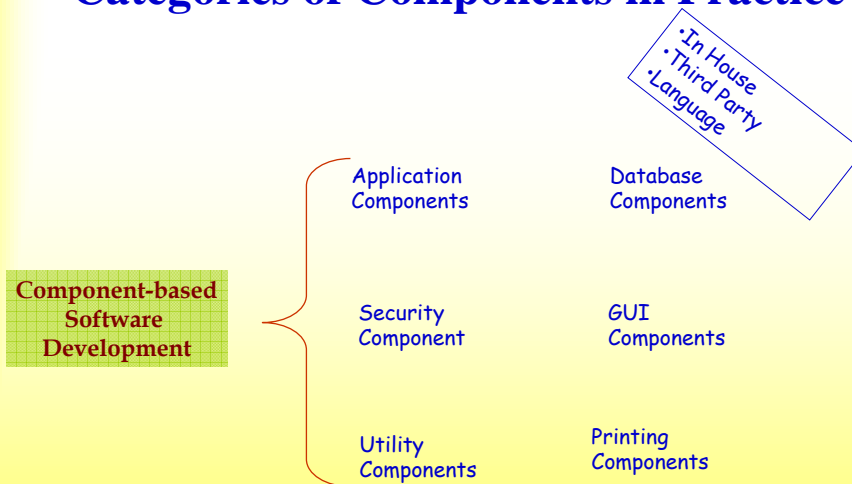 Categories of Components in Practice
•In House
•Third Party
•Language
Application
Components
Database
Components
Component-based
Software
Development
Security
Component
GUI
Components
Utility
Components
Printing
Components